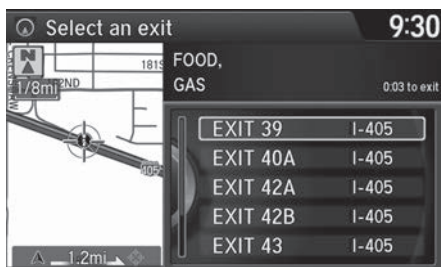 Select an exit
9:30
N
1/8mi
181S
2ND
405
1.2mi
FOOD,
GAS
0:03 to exit
EXIT 39 I-405
EXIT 40A I-405
EXIT 42A I-405
EXIT 42B I-405
EXIT 43 I-405